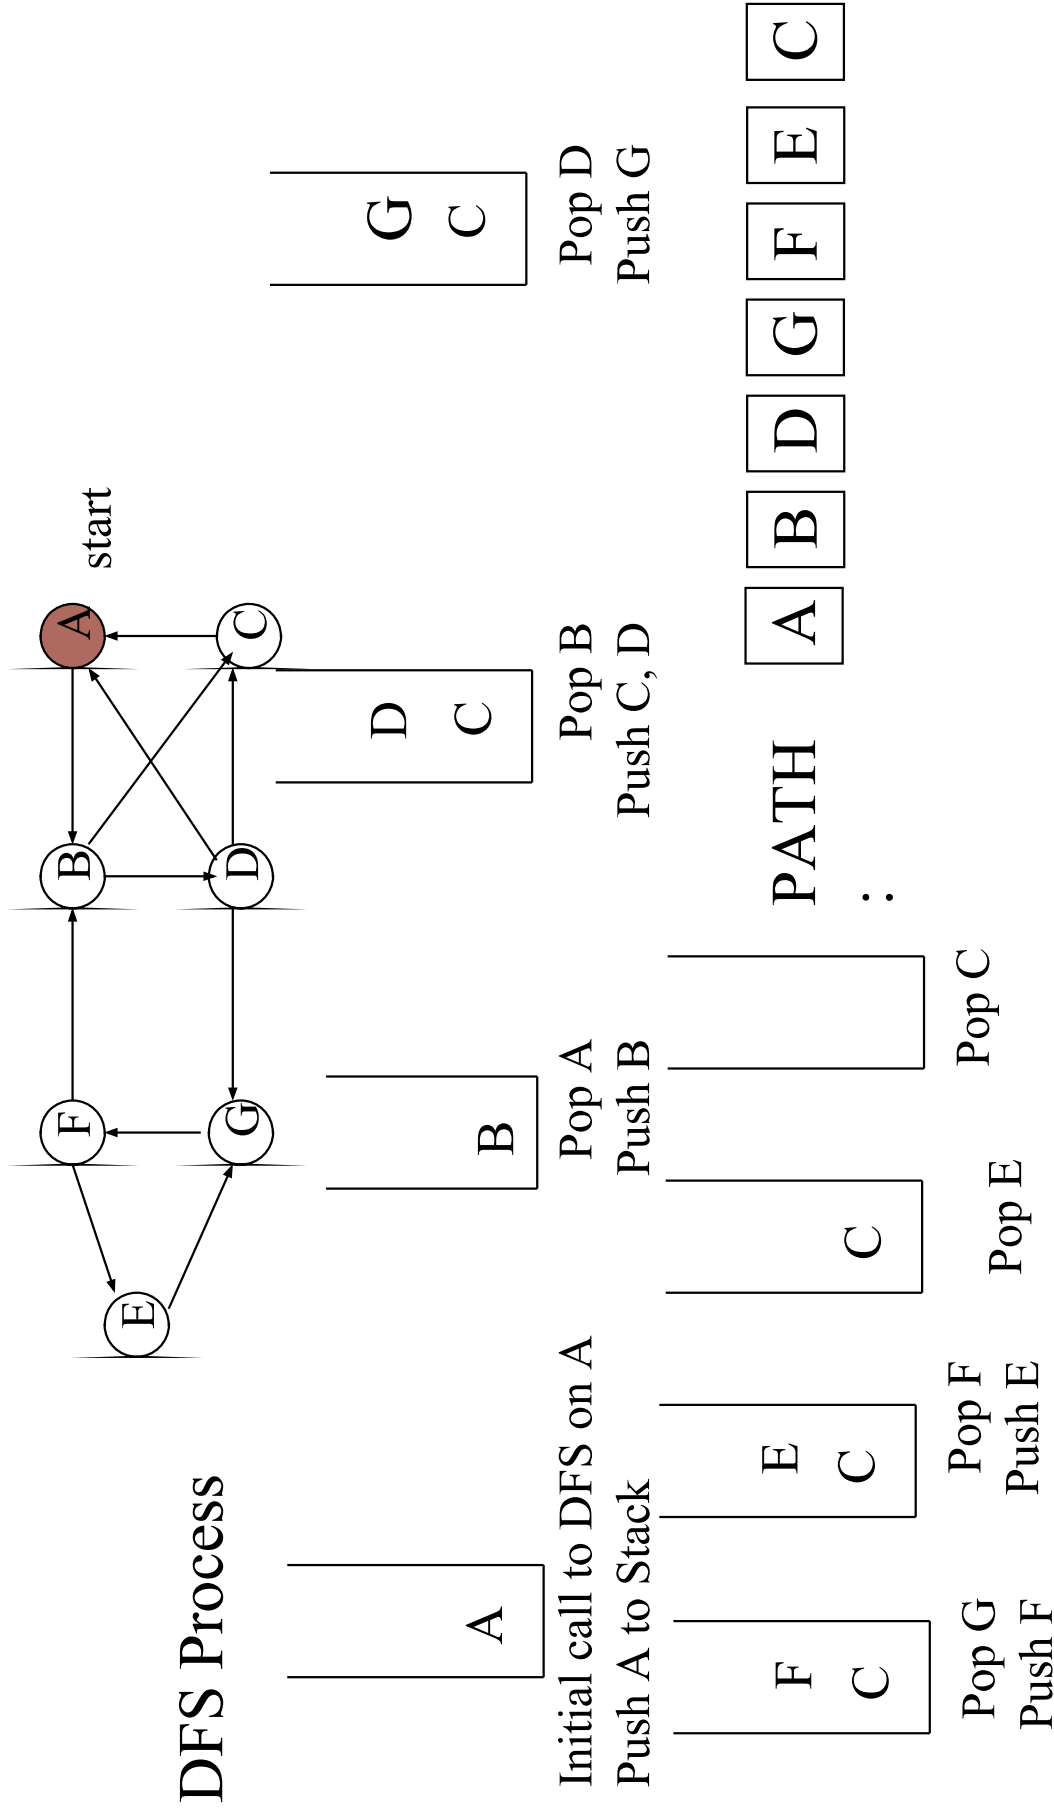 DFS Process
E
F
G
B
D
A
C
start
A
Initial call to DFS on A
Push A to Stack
B
Pop A
Push B
D
C
Pop B
Push C, D
G
C
Pop D
Push G
F
C
Pop G
Push F
E
C
Pop F
Push E
C
Pop E
Pop C
PATH
:
A B D G F E C